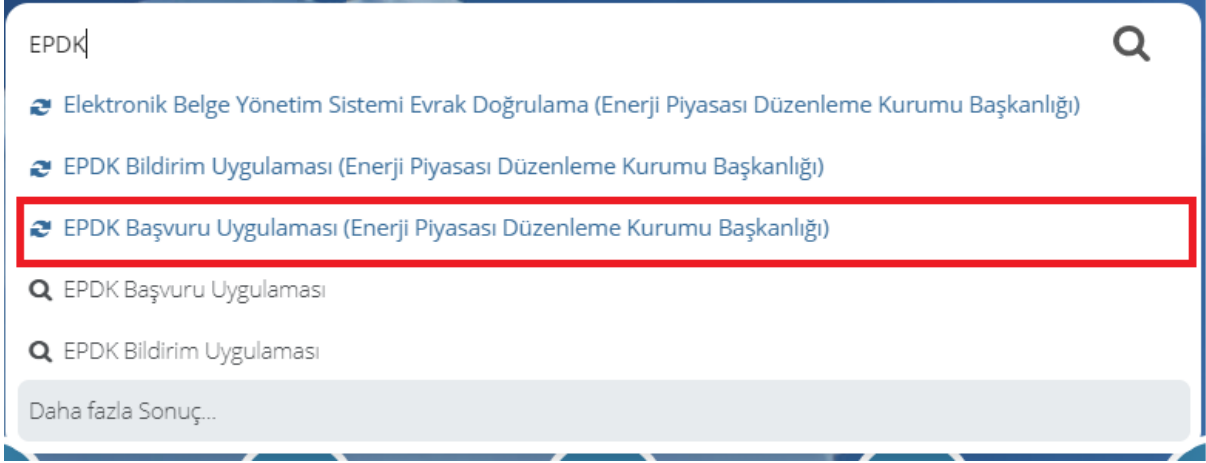 EPDK
Elektronik Belge Yönetim Sistemi Evrak Doğrulama (Enerji Piyasası Düzenleme Kurumu Başkanlığı)
EPDK Bildirim Uygulaması (Enerji Piyasası Düzenleme Kurumu Başkanlığı)
EPDK Başvuru Uygulaması (Enerji Piyasası Düzenleme Kurumu Başkanlığı)
EPDK Başvuru Uygulaması
EPDK Bildirim Uygulaması
Daha fazla Sonuç...